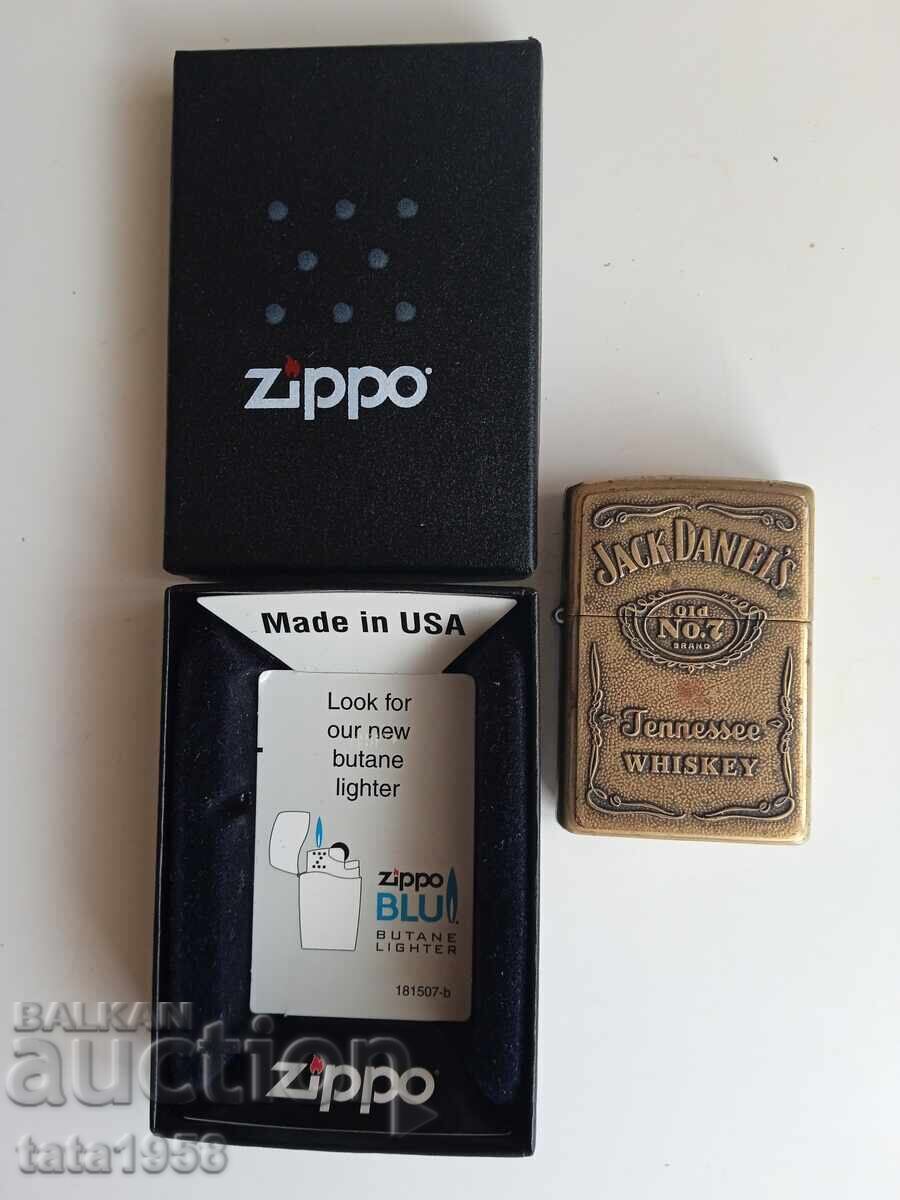 zippo
Made in USA
Look for
our new
butane
lighter
zippo
BLU
BUTANE
LIGHTER
181507-b
zippo
JACK DANIEL'S
Old
No.7
BRAND
Tennessee
WHISKEY
BALKAN
auction
tata1958